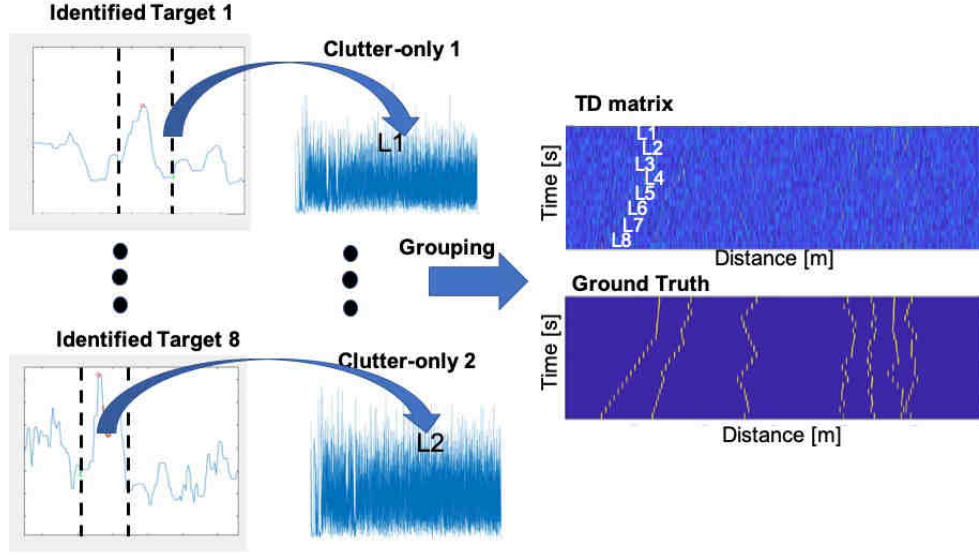 Identified Target 1
Clutter-only 1
L1
Identified Target 8
Clutter-only 2
L2
Grouping
TD matrix
Time [s]
L1
L2
L3
L4
L5
L6
L7
L8
Distance [m]
Ground Truth
Time [s]
Distance [m]